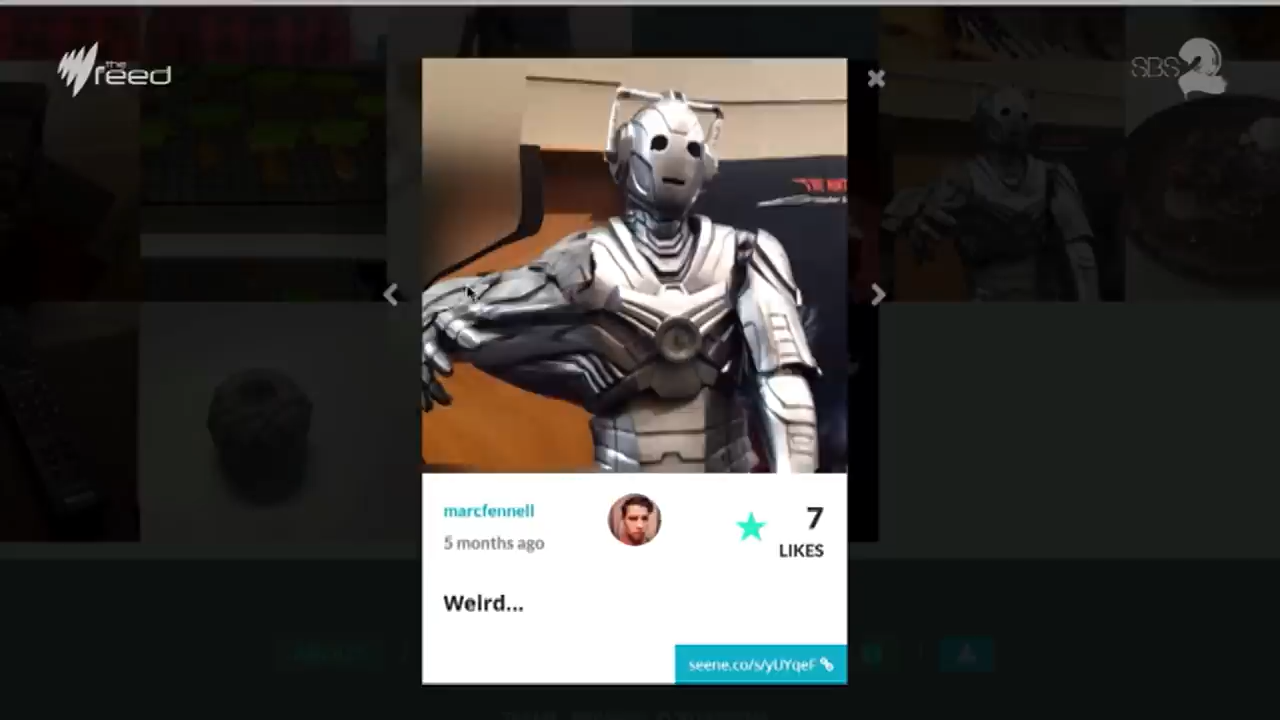 the feed
SBS 2
marcfennell
5 months ago
7
LIKES
Weird...
seene.co/s/yUYqeF